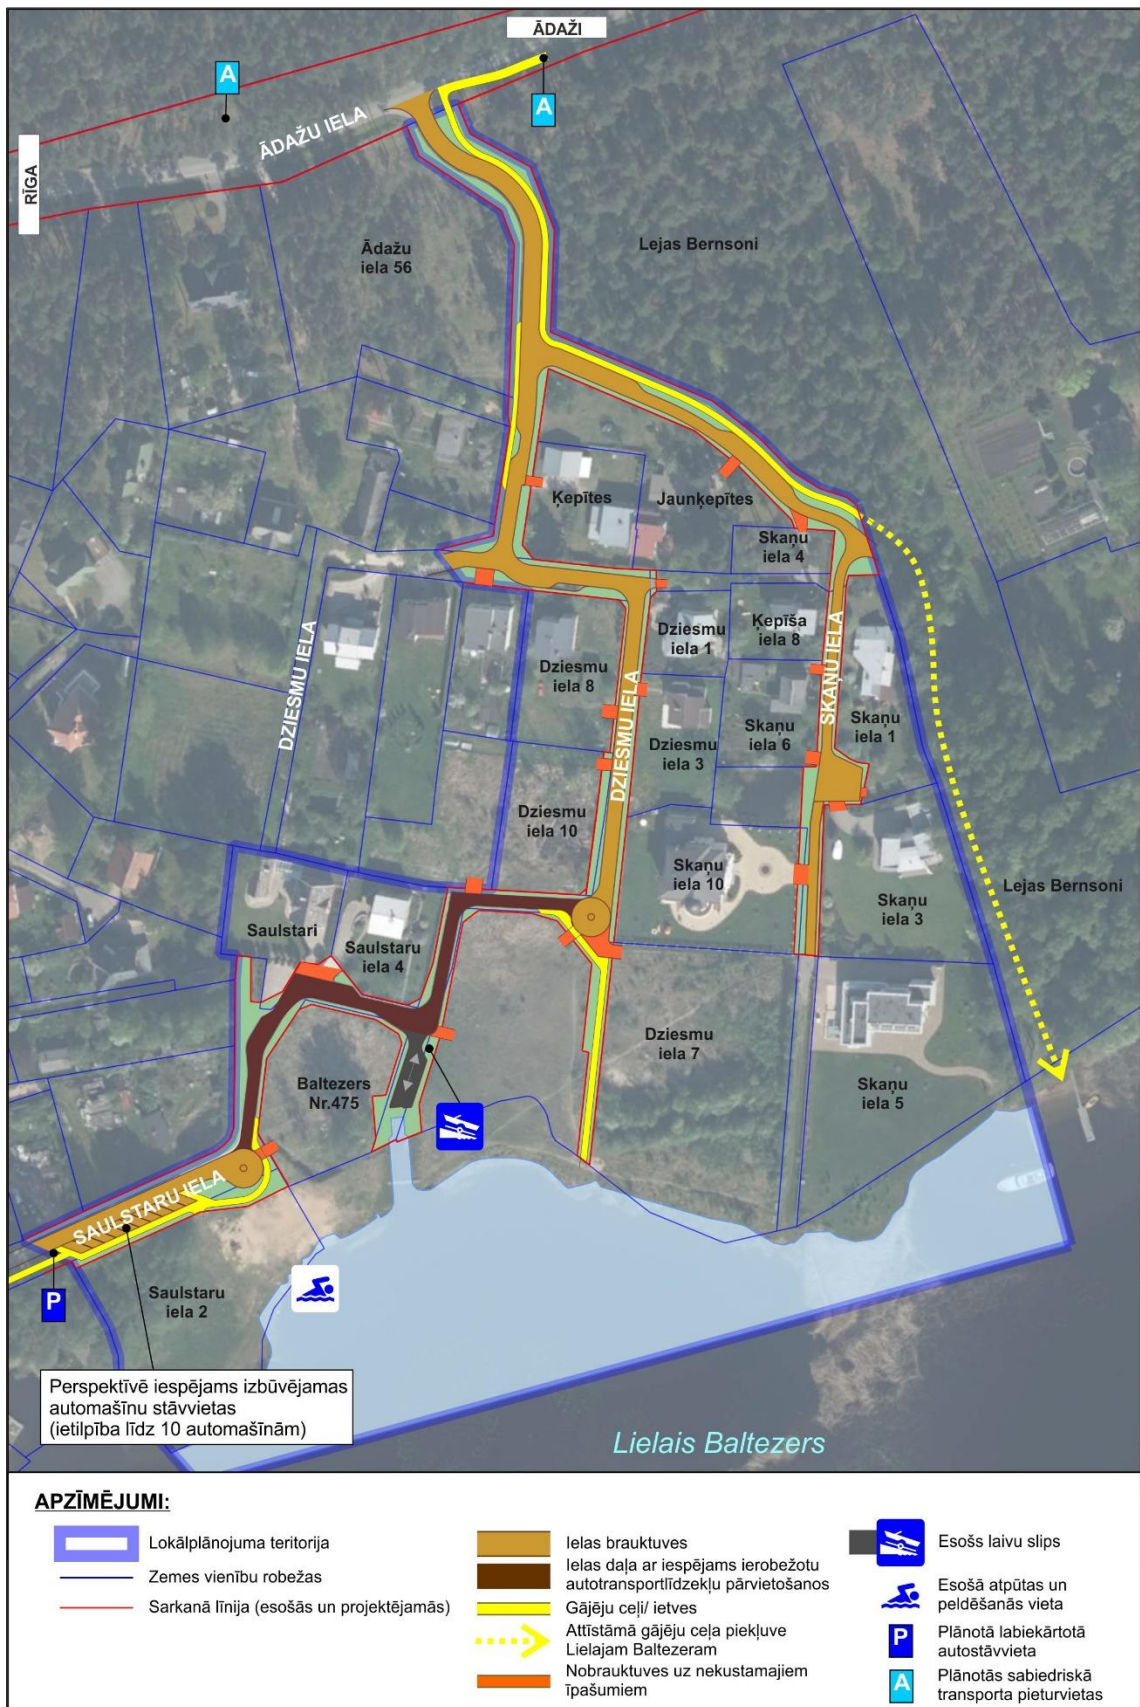 ĀDAŽI
A
A
ĀDAŽU IELA
RĪGA
Ādažu
iela 56
Lejas Bernsoni
Ķepītes
Jaunķepītes
Skaņu
iela 4
Dziesmu
iela 1
Ķepīša
iela 8
DZIESMU IELA
Dziesmu
iela 8
DZIESMU IELA
SKAŅU IELA
Dziesmu
iela 3
Skaņu
iela 6
Skaņu
iela 1
Dziesmu
iela 10
Skaņu
iela 10
Skaņu
iela 3
Lejas Bernsoni
Saulstari
Saulstaru
iela 4
Dziesmu
iela 7
Baltezers
Nr.475
Skaņu
iela 5
SAULSTARU IELA
P
Saulstaru
iela 2
Perspektīvē iespējams izbūvējamas
automašīnu stāvvietas
(ietilpība līdz 10 automašīnām)
Lielais Baltezers
APZĪMĒJUMI:
Lokālplānojuma teritorija
Zemes vienību robežas
Sarkanā līnija (esošās un projektējamās)
Ielas brauktuves
Ielas daļa ar iespējams ierobežotu
autotransportlīdzekļu pārvietošanos
Gājēju ceļi/ ietves
Attīstāmā gājēju ceļa piekļuve
Lielajam Baltezeram
Nobrauktuves uz nekustamajiem
īpašumiem
Esošs laivu slips
Esošā atpūtas un
peldēšanās vieta
P
Plānotā labiekārtotā
autostāvvieta
A
Plānotās sabiedriskā
transporta pieturvietas